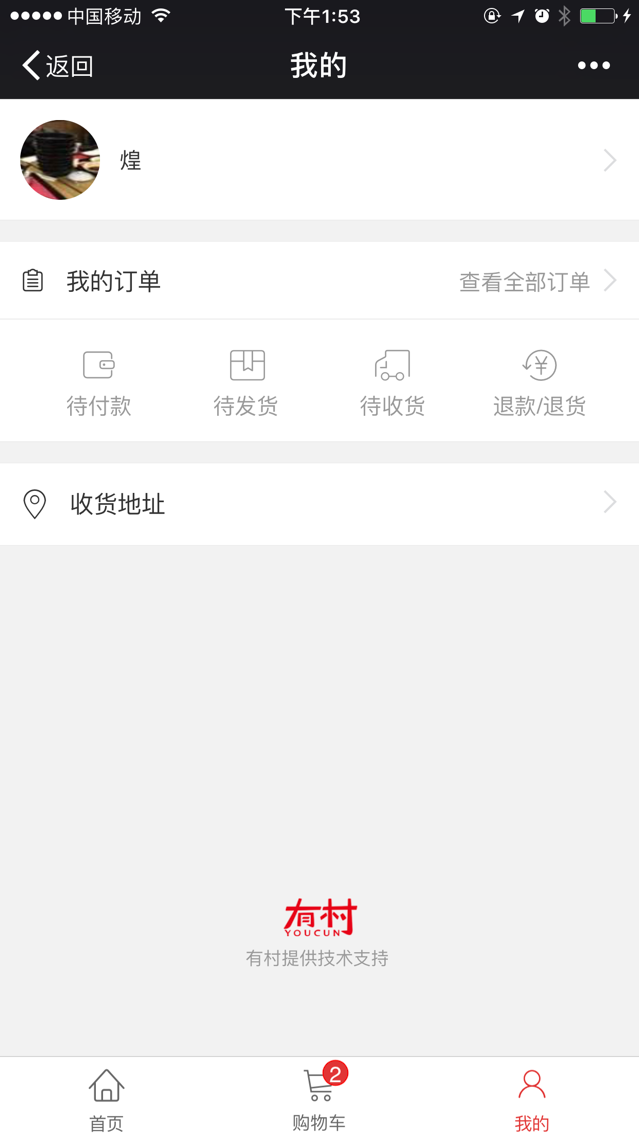 中国移动
下午1:53
返回
我的
煌
我的订单
查看全部订单
待付款
待发货
待收货
退款/退货
收货地址
有村
YOUCUN
有村提供技术支持
2
首页
购物车
我的